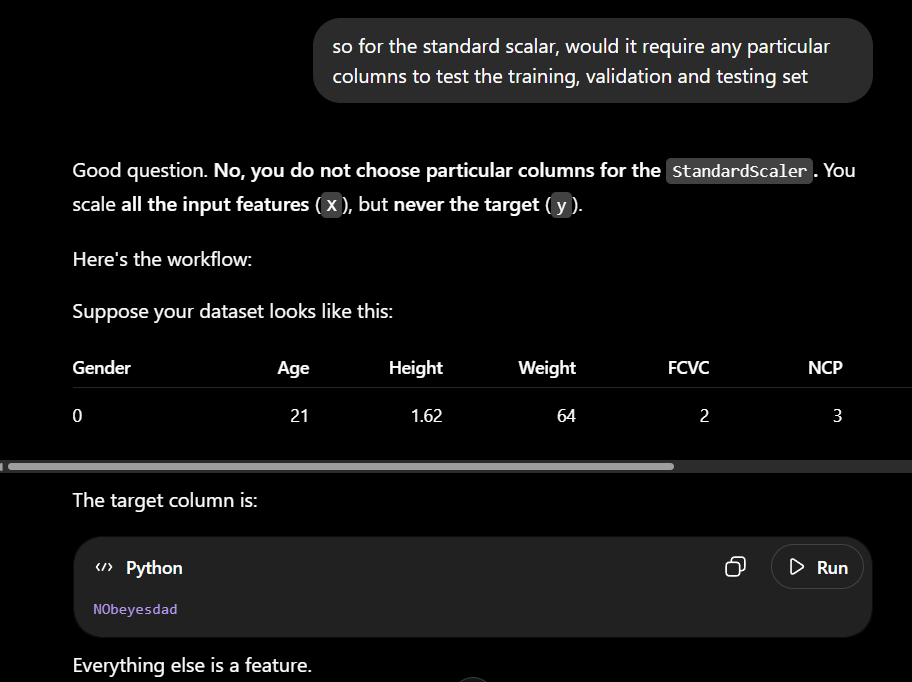 so for the standard scalar, would it require any particular
columns to test the training, validation and testing set
Good question. No, you do not choose particular columns for the StandardScaler. You
scale all the input features (X), but never the target (y).
Here's the workflow:
Suppose your dataset looks like this:
Gender Age Height Weight FCVC NCP
0 21 1.62 64 2 3
The target column is:
Python Run
NObeyesdad
Everything else is a feature.